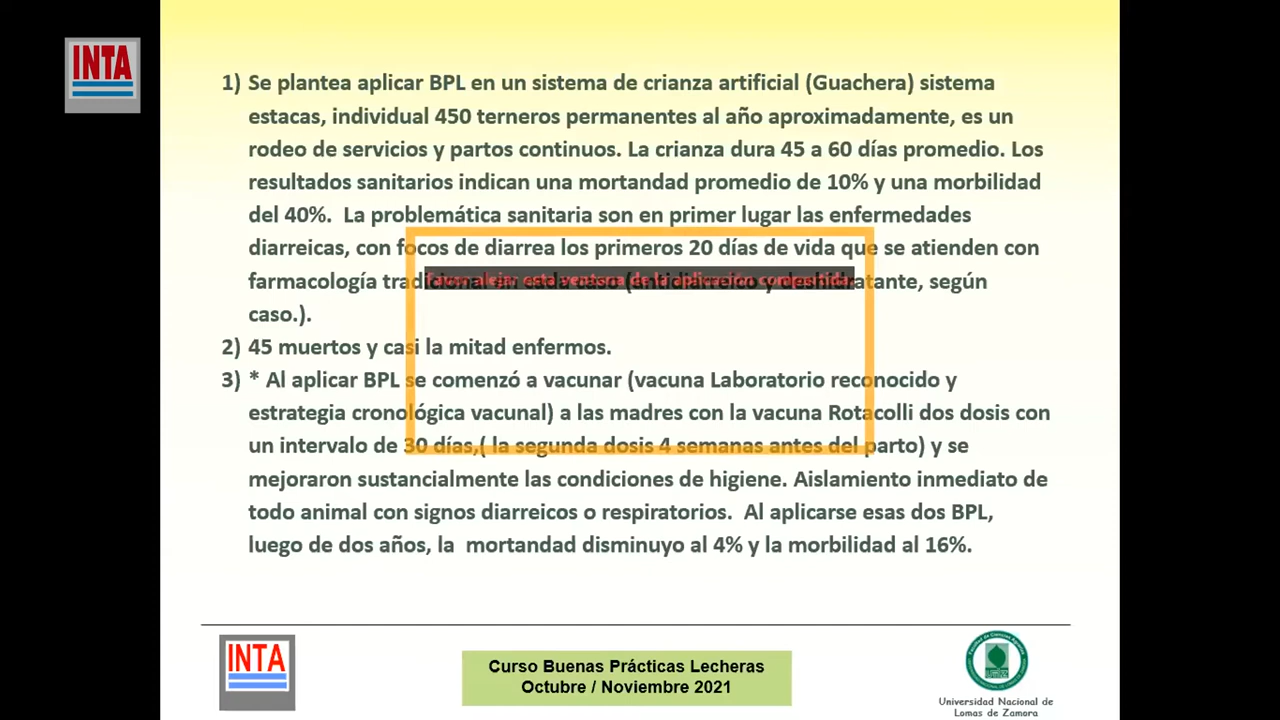 INTA
1) Se plantea aplicar BPL en un sistema de crianza artificial (Guachera) sistema
estacas, individual 450 terneros permanentes al año aproximadamente, es un
rodeo de servicios y partos continuos. La crianza dura 45 a 60 días promedio. Los
resultados sanitarios indican una mortandad promedio de 10% y una morbilidad
del 40%. La problemática sanitaria son en primer lugar las enfermedades
diarreicas, con focos de diarrea los primeros 20 días de vida que se atienden con
farmacología tradicional en cada caso (antidiarreico y deshidratante, según
caso.).
2) 45 muertos y casi la mitad enfermos.
3) * Al aplicar BPL se comenzó a vacunar (vacuna Laboratorio reconocido y
estrategia cronológica vacunal) a las madres con la vacuna Rotacolli dos dosis con
un intervalo de 30 días,( la segunda dosis 4 semanas antes del parto) y se
mejoraron sustancialmente las condiciones de higiene. Aislamiento inmediato de
todo animal con signos diarreicos o respiratorios. Al aplicarse esas dos BPL,
luego de dos años, la mortandad disminuyo al 4% y la morbilidad al 16%.
INTA
Curso Buenas Prácticas Lecheras
Octubre / Noviembre 2021
Universidad Nacional de
Lomas de Zamora